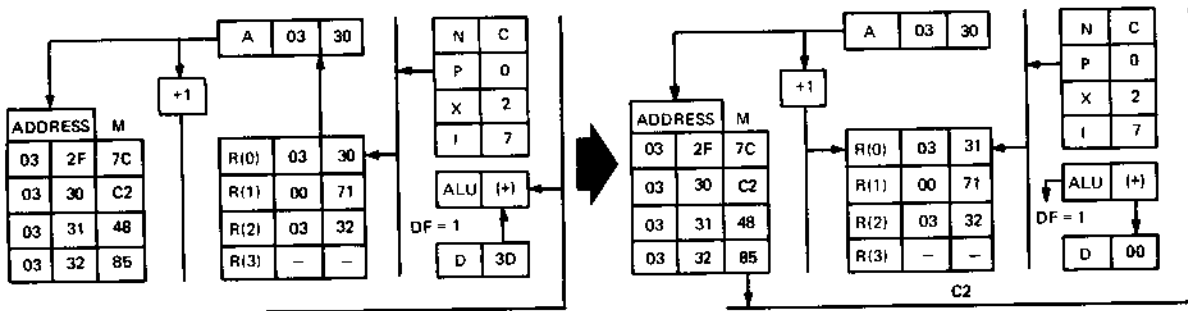 A 03 30
+1
ADDRESS M
03 2F 7C
03 30 C2
03 31 48
03 32 85
R(0) 03 30
R(1) 00 71
R(2) 03 32
R(3) – –
N C
P 0
X 2
I 7
ALU (+)
DF = 1
D 3D
A 03 30
+1
ADDRESS M
03 2F 7C
03 30 C2
03 31 48
03 32 85
R(0) 03 31
R(1) 00 71
R(2) 03 32
R(3) – –
N C
P 0
X 2
I 7
ALU (+)
DF = 1
D 00
C2